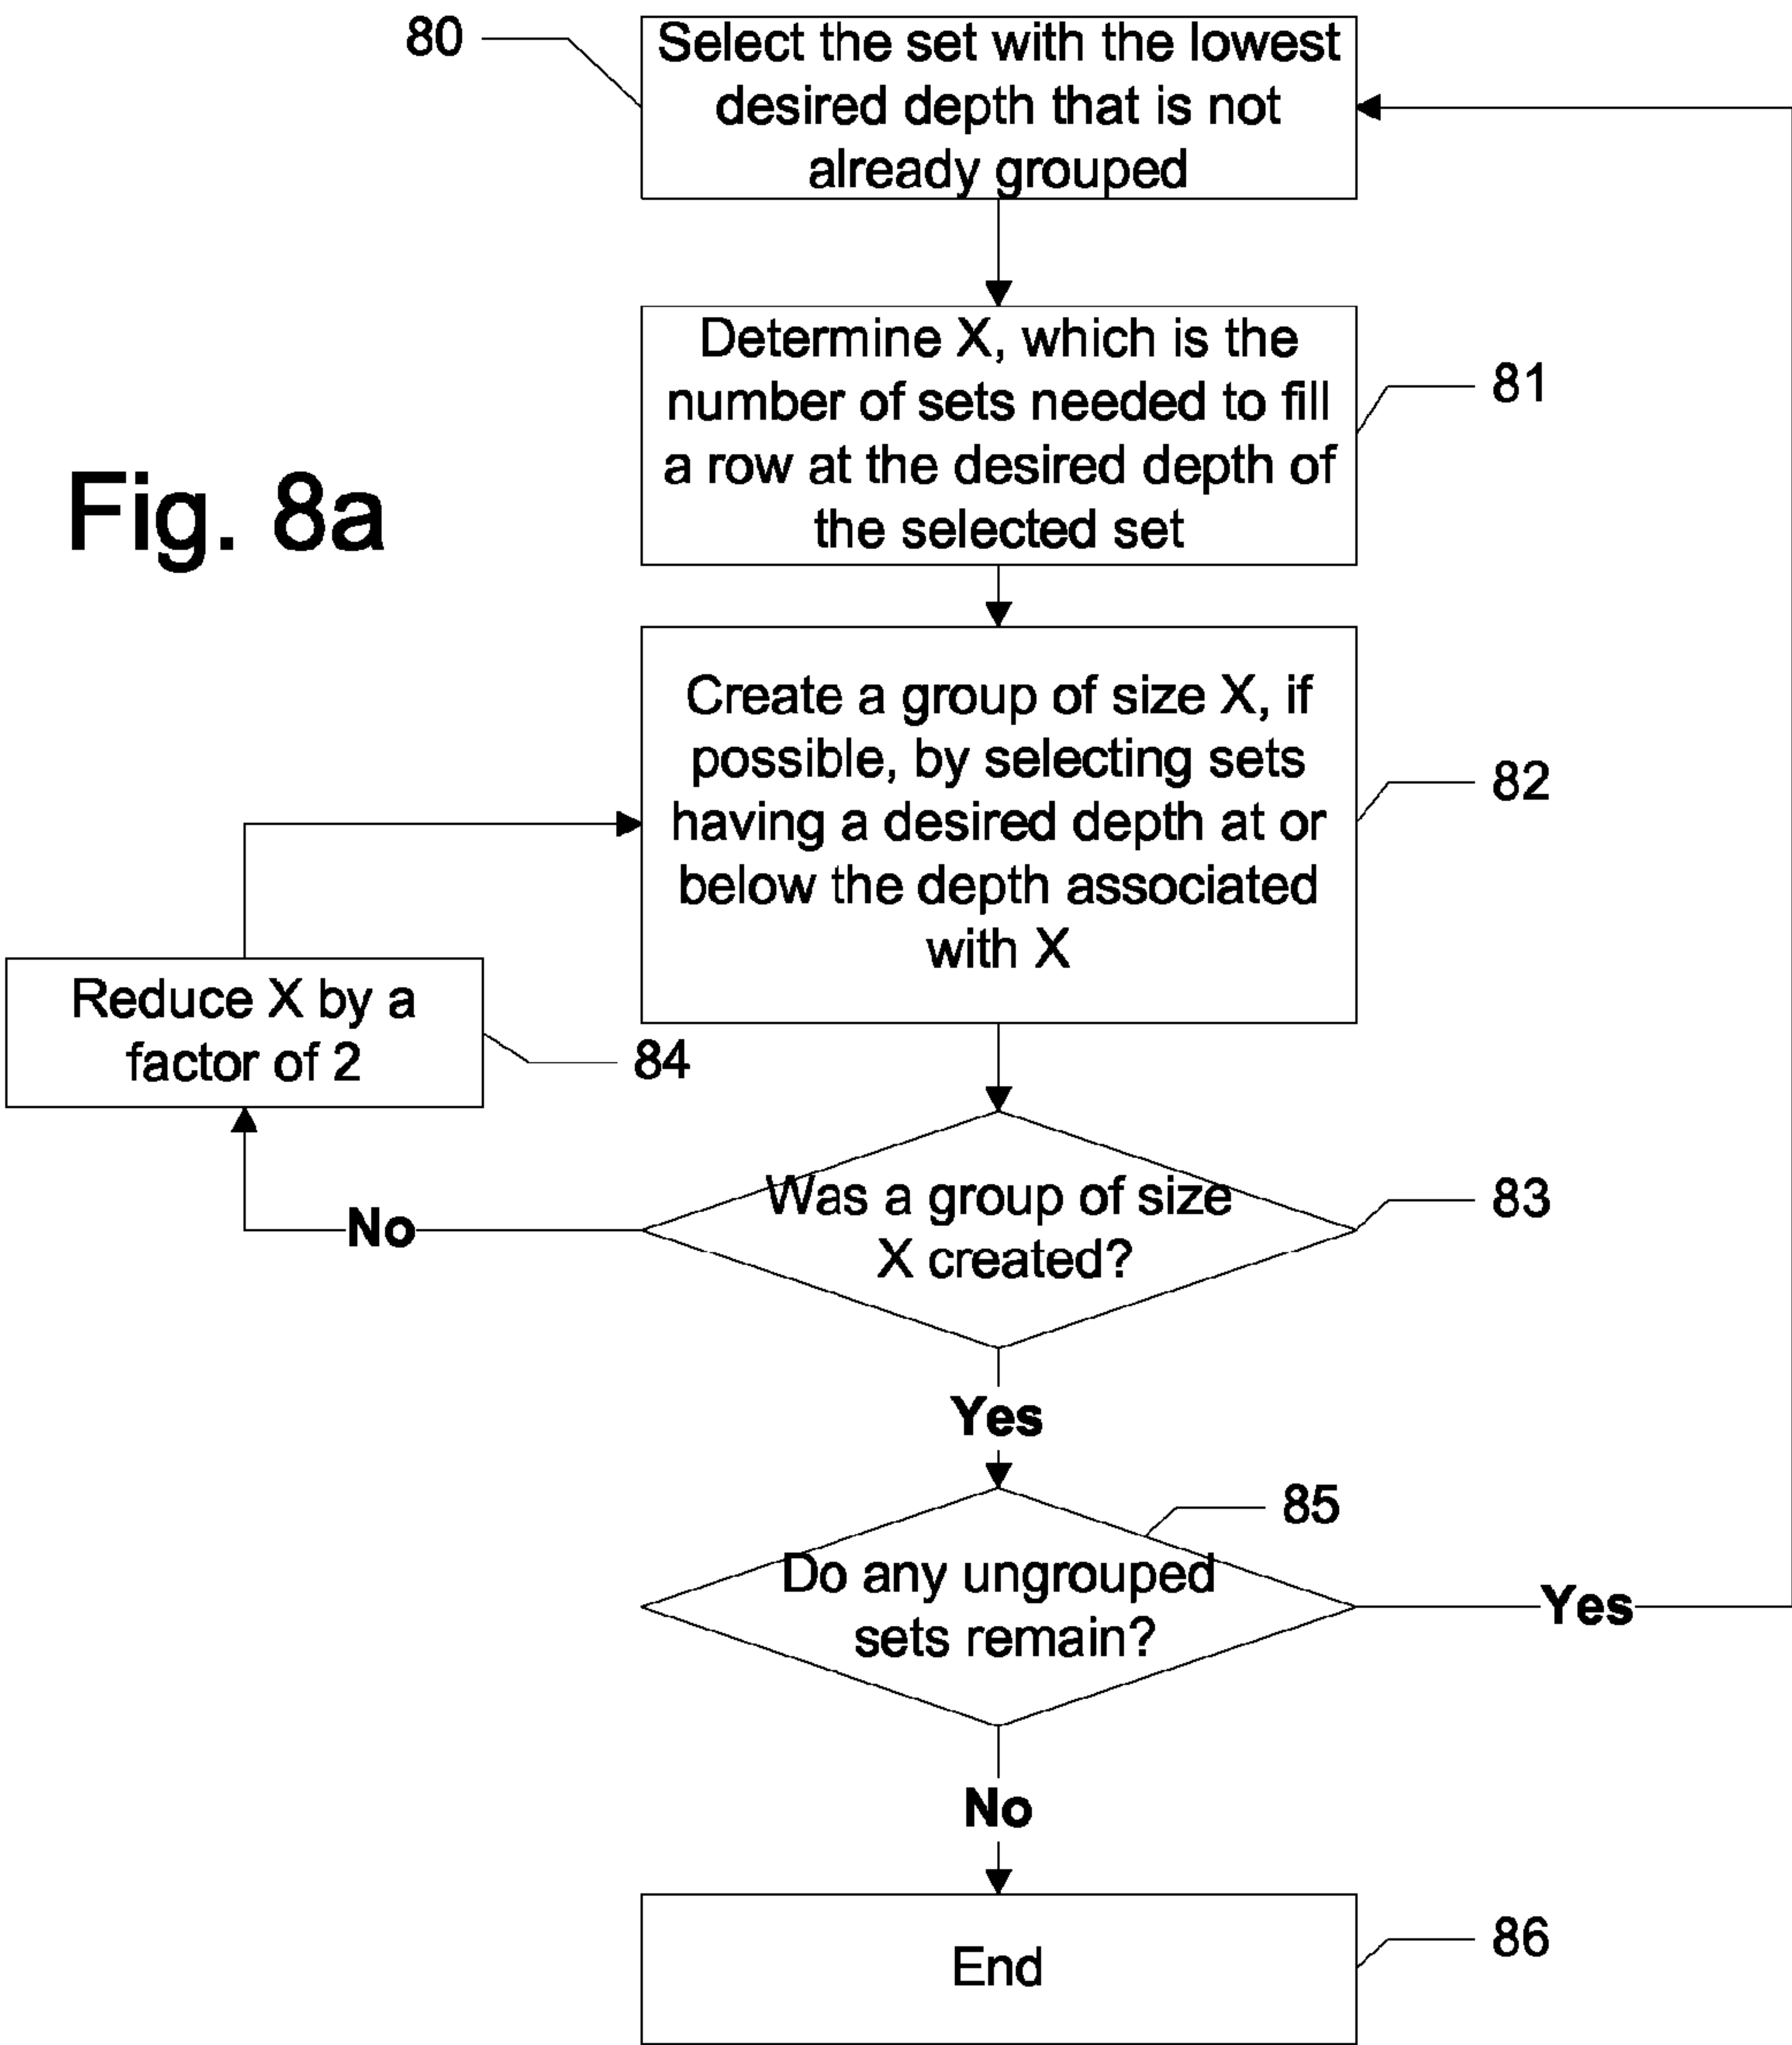 80
Select the set with the lowest
desired depth that is not
already grouped
Determine X, which is the
number of sets needed to fill
a row at the desired depth of
the selected set
81
Fig. 8a
Create a group of size X, if
possible, by selecting sets
having a desired depth at or
below the depth associated
with X
82
Reduce X by a
factor of 2
84
Was a group of size
X created?
83
No
Yes
85
Do any ungrouped
sets remain?
Yes
No
End
86